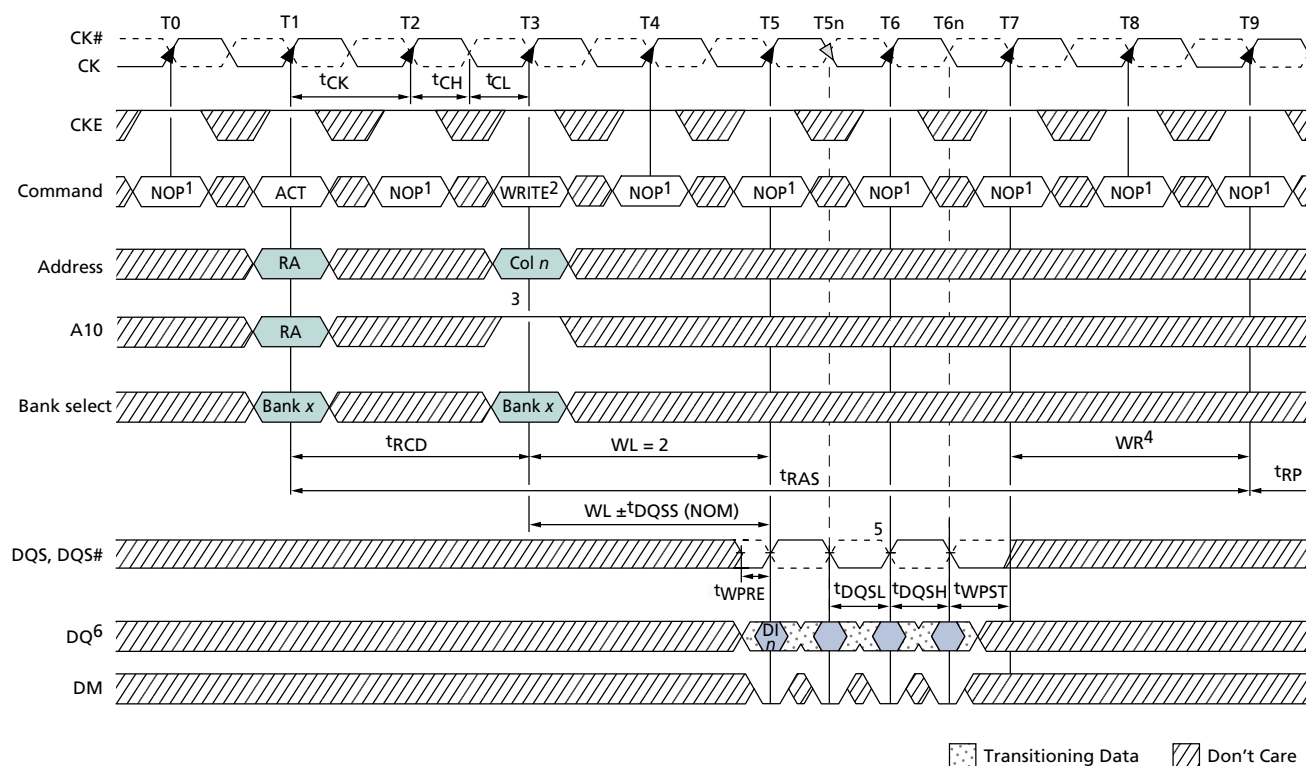 T0 T1 T2 T3 T4 T5 T5n T6 T6n T7 T8 T9
CK#
CK
tCK tCH tCL
CKE
Command NOP1 ACT NOP1 WRITE2 NOP1 NOP1 NOP1 NOP1 NOP1 NOP1
Address RA Col n
3
A10 RA
Bank select Bank x Bank x
tRCD WL = 2 WR4
tRAS tRP
WL ±tDQSS (NOM)
5
DQS, DQS#
tWPRE tDQSL tDQSH tWPST
DQ6 DI n
DM
Transitioning Data Don't Care